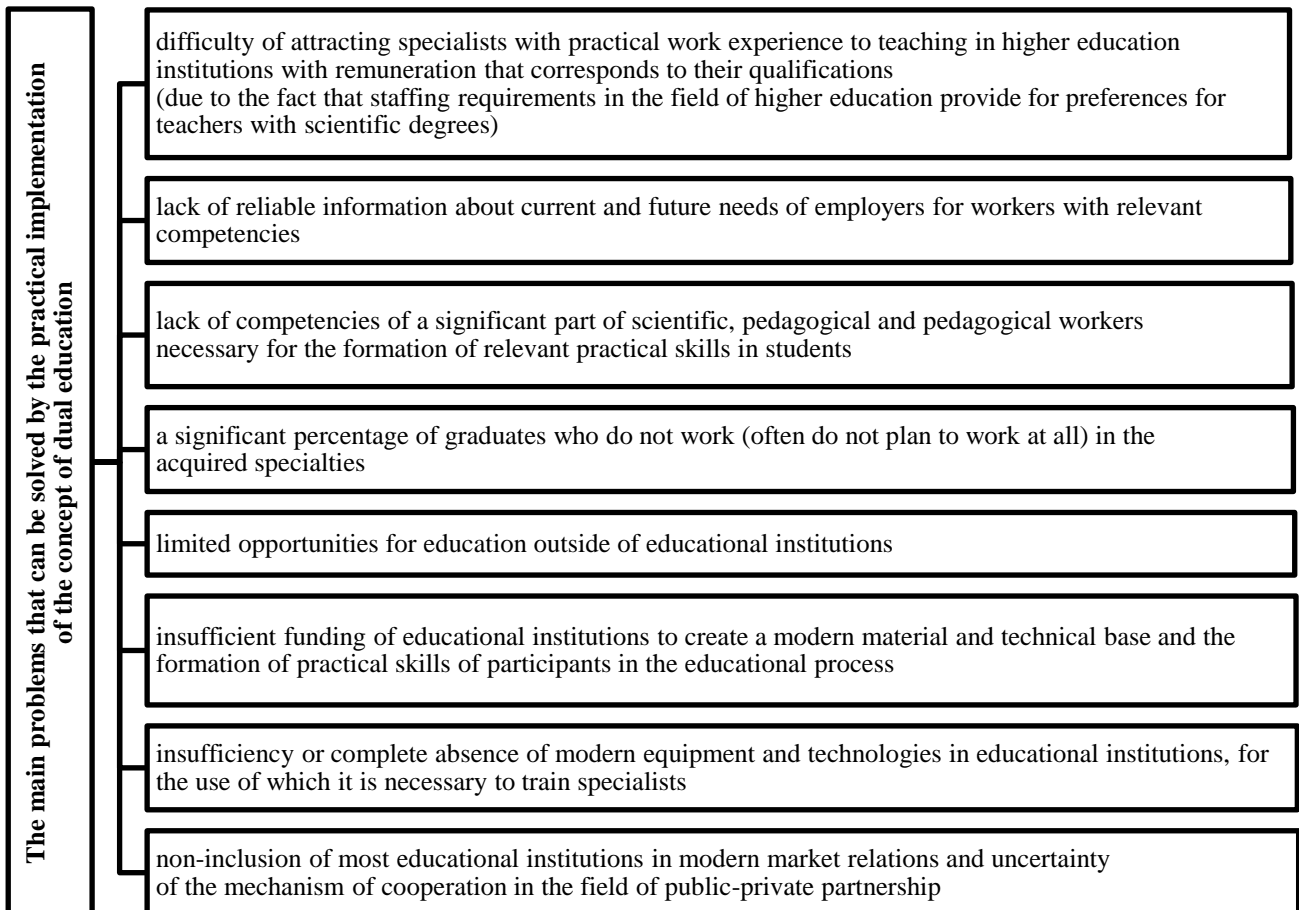 The main problems that can be solved by the practical implementation
of the concept of dual education
difficulty of attracting specialists with practical work experience to teaching in higher education
institutions with remuneration that corresponds to their qualifications
(due to the fact that staffing requirements in the field of higher education provide for preferences for
teachers with scientific degrees)
lack of reliable information about current and future needs of employers for workers with relevant
competencies
lack of competencies of a significant part of scientific, pedagogical and pedagogical workers
necessary for the formation of relevant practical skills in students
a significant percentage of graduates who do not work (often do not plan to work at all) in the
acquired specialties
limited opportunities for education outside of educational institutions
insufficient funding of educational institutions to create a modern material and technical base and the
formation of practical skills of participants in the educational process
insufficiency or complete absence of modern equipment and technologies in educational institutions, for
the use of which it is necessary to train specialists
non-inclusion of most educational institutions in modern market relations and uncertainty
of the mechanism of cooperation in the field of public-private partnership